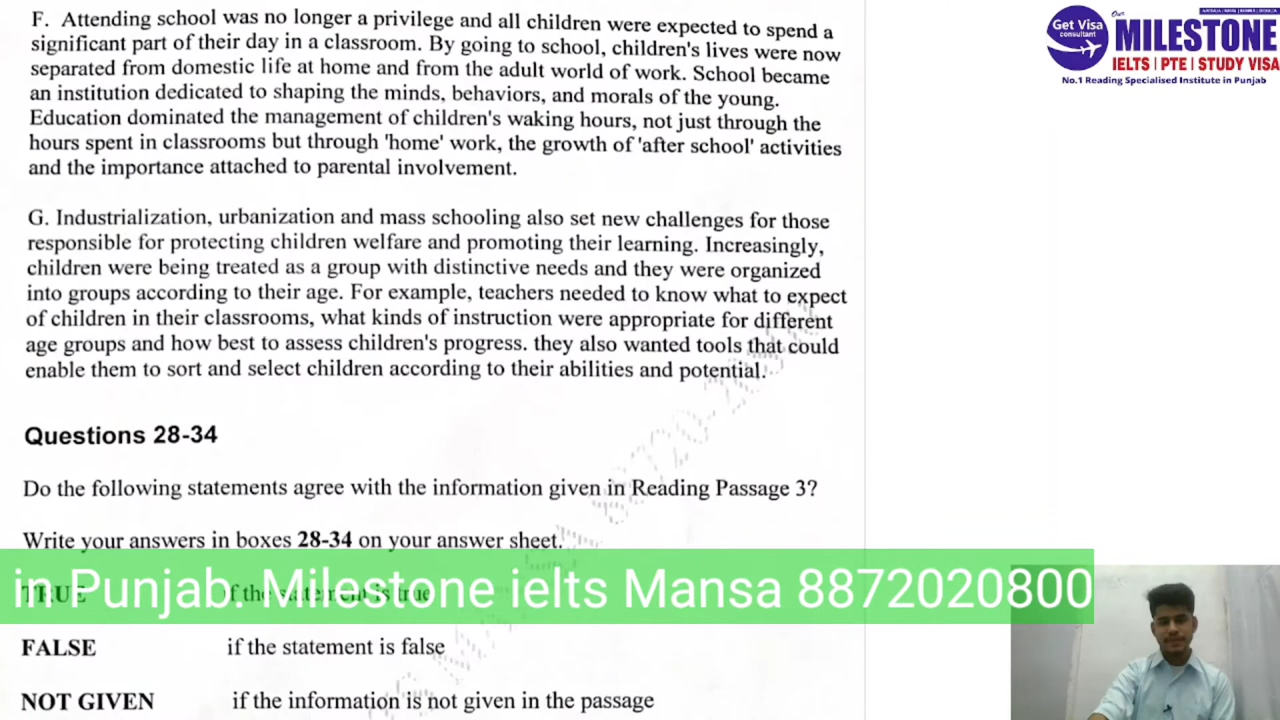 F. Attending school was no longer a privilege and all children were expected to spend a
significant part of their day in a classroom. By going to school, children's lives were now
separated from domestic life at home and from the adult world of work. School became
an institution dedicated to shaping the minds, behaviors, and morals of the young.
Education dominated the management of children's waking hours, not just through the
hours spent in classrooms but through 'home' work, the growth of 'after school' activities
and the importance attached to parental involvement.
G. Industrialization, urbanization and mass schooling also set new challenges for those
responsible for protecting children welfare and promoting their learning. Increasingly,
children were being treated as a group with distinctive needs and they were organized
into groups according to their age. For example, teachers needed to know what to expect
of children in their classrooms, what kinds of instruction were appropriate for different
age groups and how best to assess children's progress. they also wanted tools that could
enable them to sort and select children according to their abilities and potential.
Questions 28-34
Do the following statements agree with the information given in Reading Passage 3?
Write your answers in boxes 28-34 on your answer sheet.
TRUE if the statement is true
in Punjab. Milestone ielts Mansa 8872020800
FALSE if the statement is false
NOT GIVEN if the information is not given in the passage
Get Visa
consultant
Our
MILESTONE
IELTS | PTE | STUDY VISA
No.1 Reading Specialised Institute in Punjab